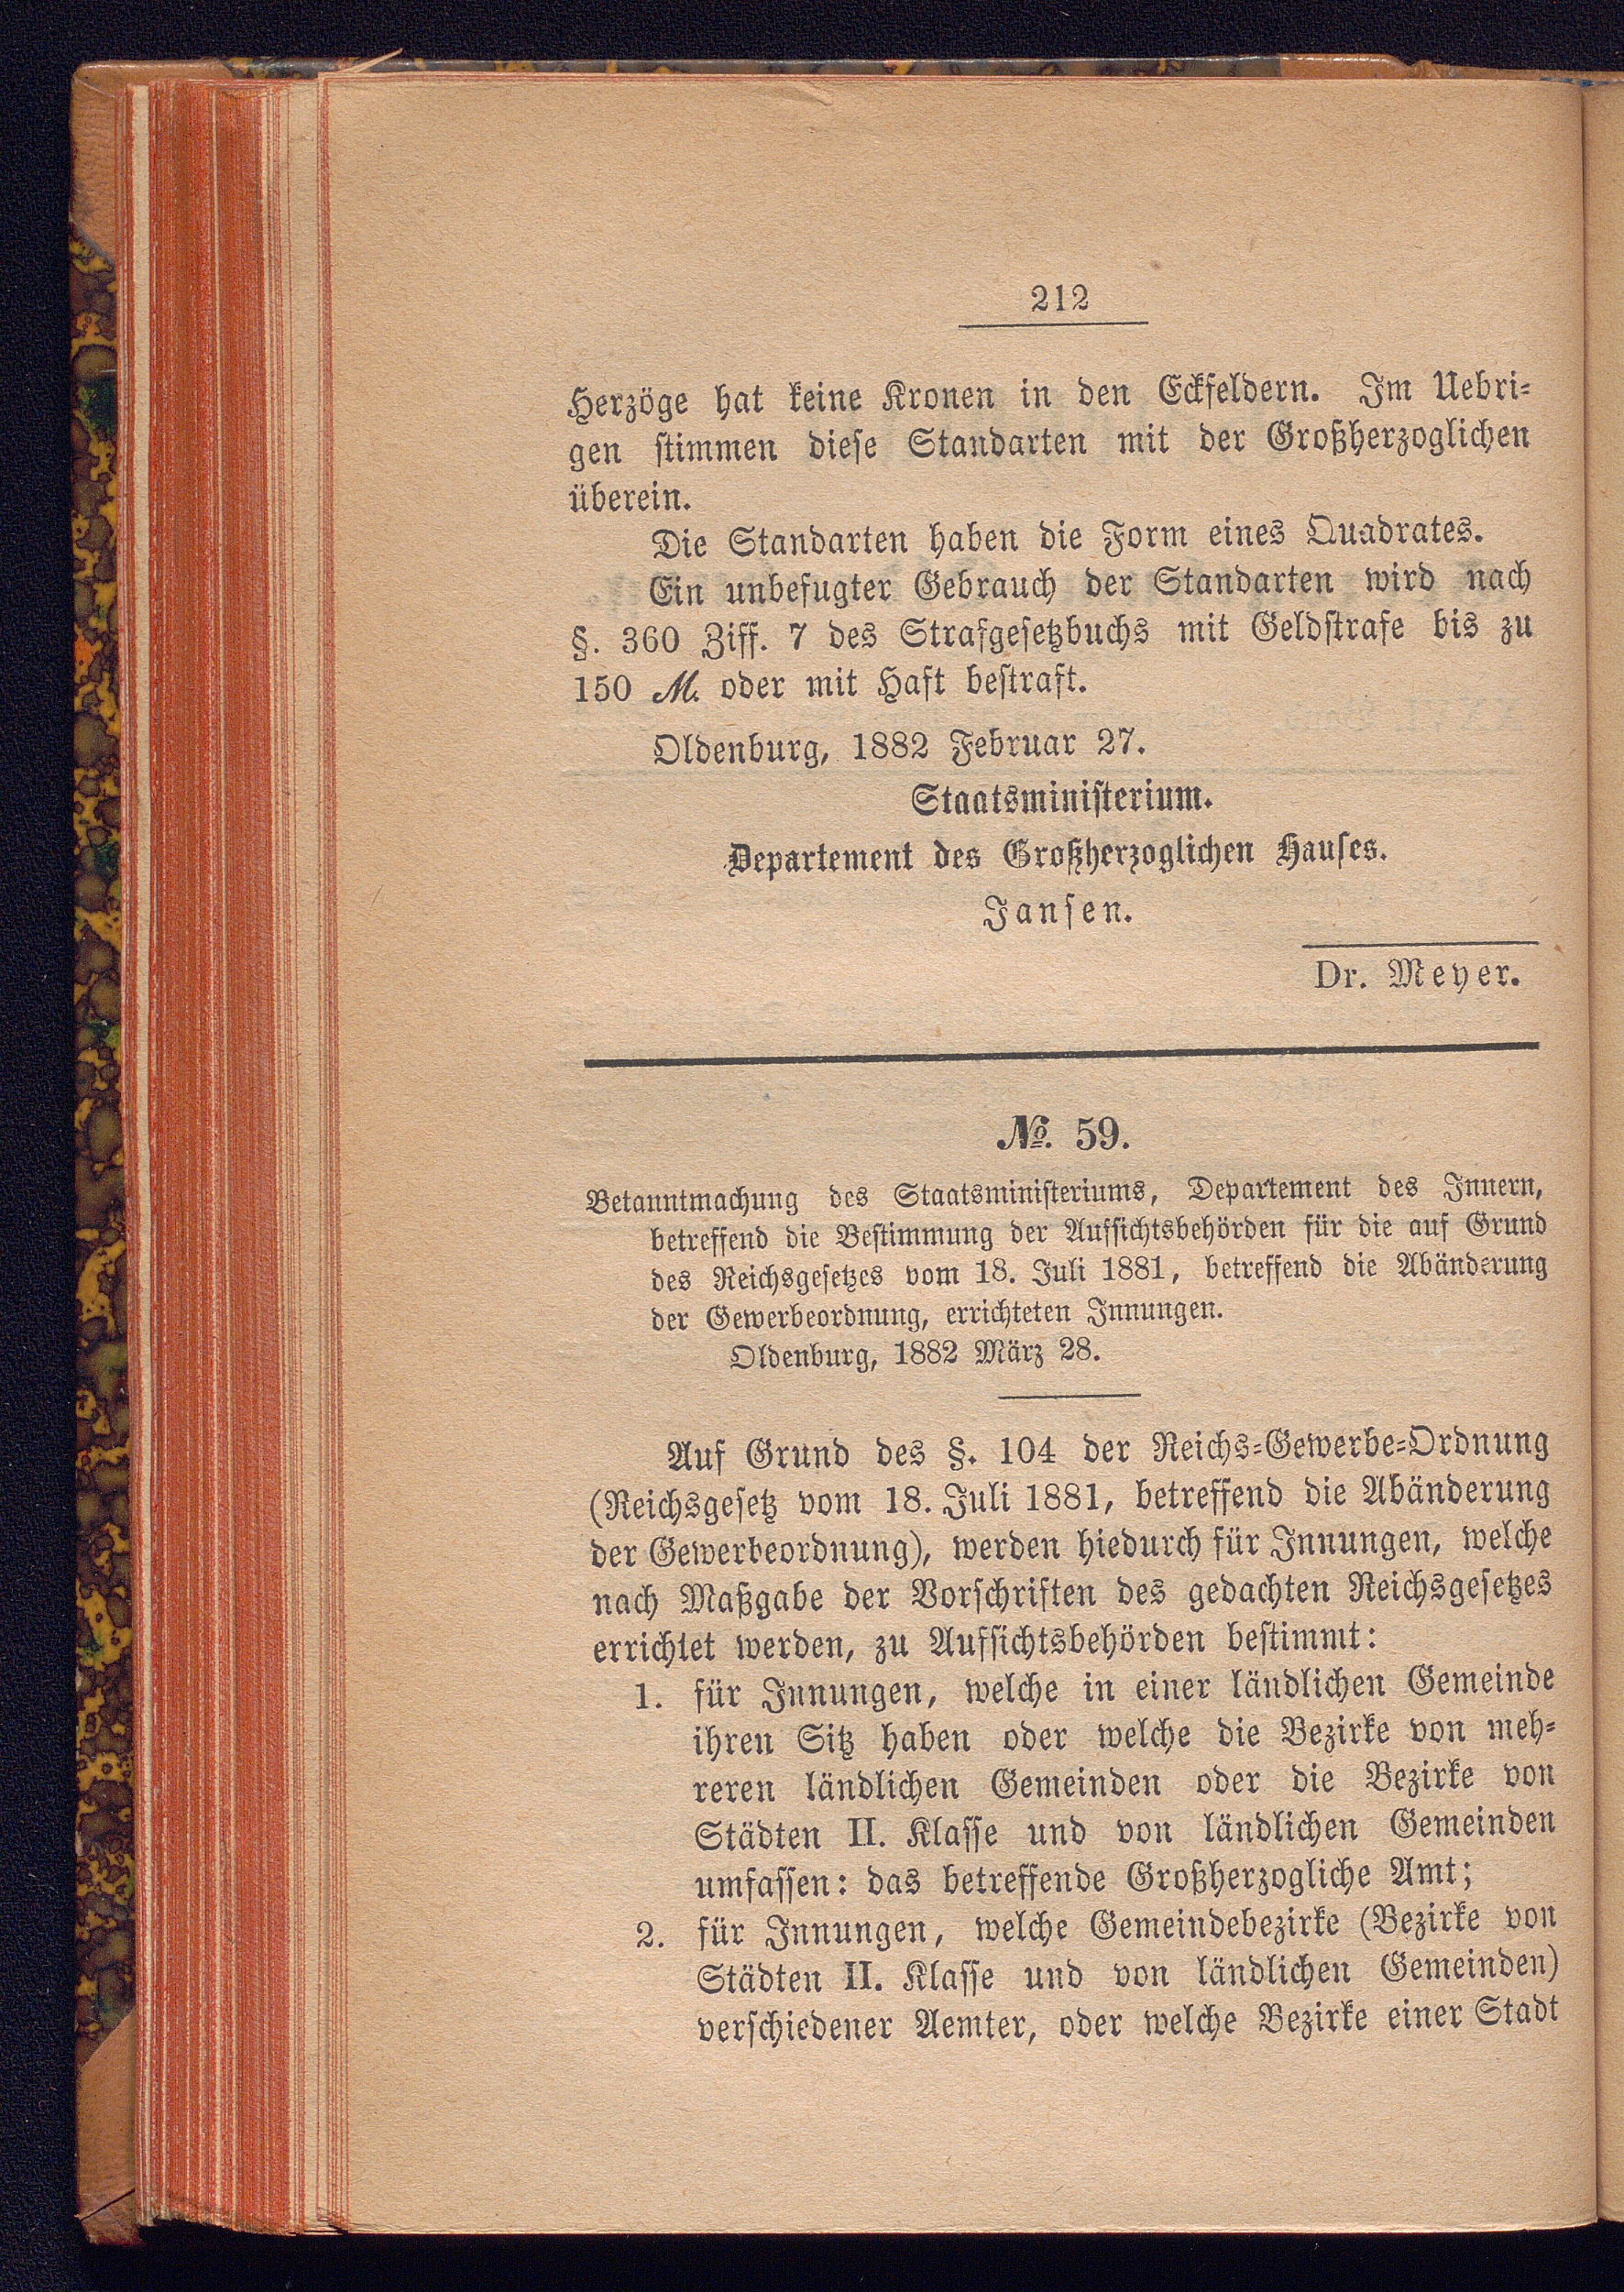 212
Herzöge hat keine Kronen in den Eckfeldern. Im Uebri-
gen stimmen diese Standarten mit der Großherzoglichen
überein.
Die Standarten haben die Form eines Quadrates.
Ein unbefugter Gebrauch der Standarten wird nach
§. 360 Ziff. 7 des Strafgesetzbuchs mit Geldstrafe bis zu
150 M. oder mit Haft bestraft.
Oldenburg, 1882 Februar 27.
Staatsministerium.
Departement des Großherzoglichen Hauses.
Jansen.
Dr. Meyer.
№. 59.
Bekanntmachung des Staatsministeriums, Departement des Innern,
betreffend die Bestimmung der Aufsichtsbehörden für die auf Grund
des Reichsgesetzes vom 18. Juli 1881, betreffend die Abänderung
der Gewerbeordnung, errichteten Innungen.
Oldenburg, 1882 März 28.
Auf Grund des §. 104 der Reichs-Gewerbe-Ordnung
(Reichsgesetz vom 18. Juli 1881, betreffend die Abänderung
der Gewerbeordnung), werden hiedurch für Innungen, welche
nach Maßgabe der Vorschriften des gedachten Reichsgesetzes
errichtet werden, zu Aufsichtsbehörden bestimmt:
1. für Innungen, welche in einer ländlichen Gemeinde
ihren Sitz haben oder welche die Bezirke von meh-
reren ländlichen Gemeinden oder die Bezirke von
Städten II. Klasse und von ländlichen Gemeinden
umfassen: das betreffende Großherzogliche Amt;
2. für Innungen, welche Gemeindebezirke (Bezirke von
Städten II. Klasse und von ländlichen Gemeinden)
verschiedener Aemter, oder welche Bezirke einer Stadt